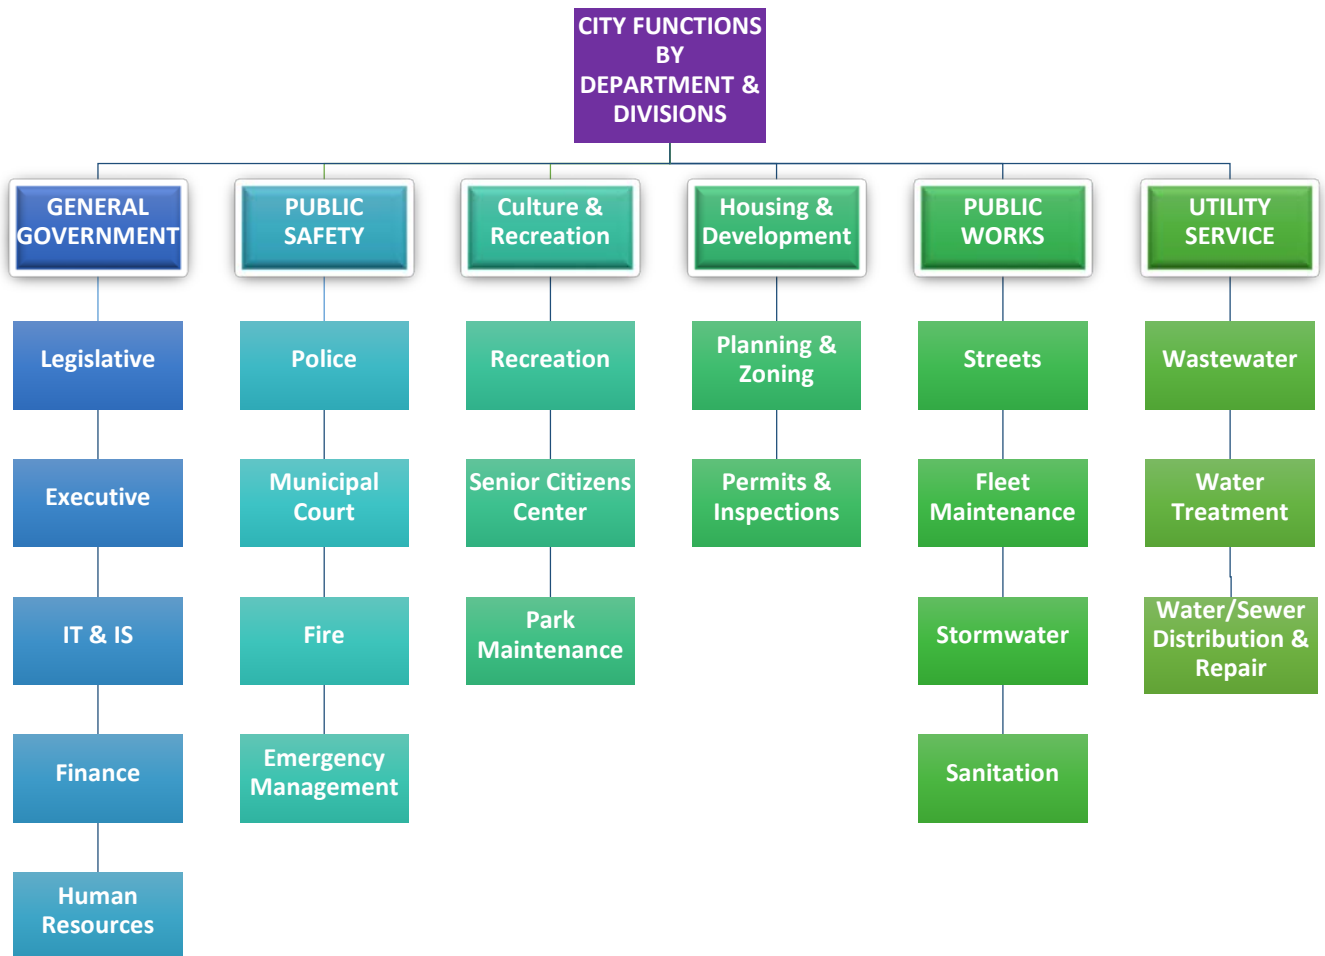 CITY FUNCTIONS
BY
DEPARTMENT &
DIVISIONS
GENERAL
GOVERNMENT
PUBLIC
SAFETY
Culture &
Recreation
Housing &
Development
PUBLIC
WORKS
UTILITY
SERVICE
Legislative
Police
Recreation
Planning &
Zoning
Streets
Wastewater
Executive
Municipal
Court
Senior Citizens
Center
Permits &
Inspections
Fleet
Maintenance
Water
Treatment
IT & IS
Fire
Park
Maintenance
Stormwater
Water/Sewer
Distribution &
Repair
Finance
Emergency
Management
Sanitation
Human
Resources